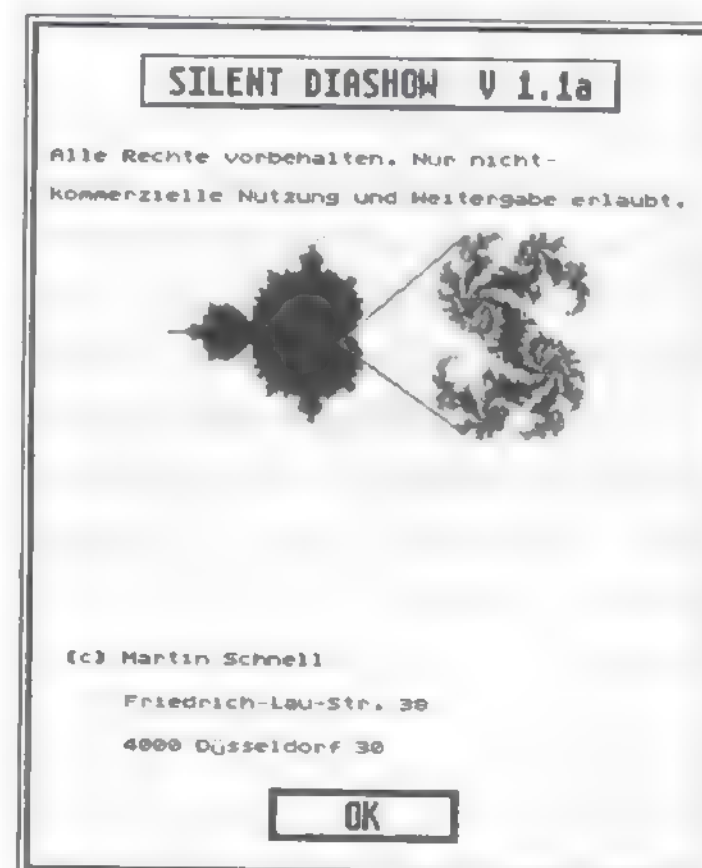 SILENT DIASHOW V 1.1a
Alle Rechte vorbehalten. Nur nicht-
kommerzielle Nutzung und Weitergabe erlaubt.
(c) Martin Schnell
Friedrich-Lau-Str. 30
4000 Düsseldorf 30
OK